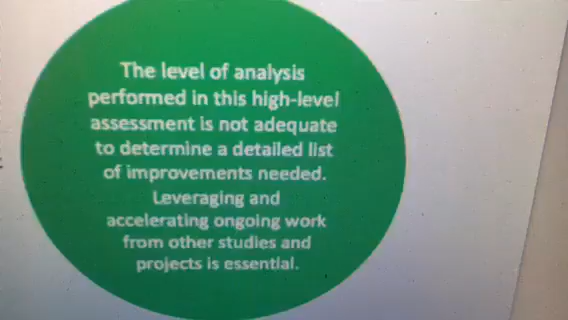 The level of analysis
performed in this high-level
assessment is not adequate
to determine a detailed list
of improvements needed.
Leveraging and
accelerating ongoing work
from other studies and
projects is essential.